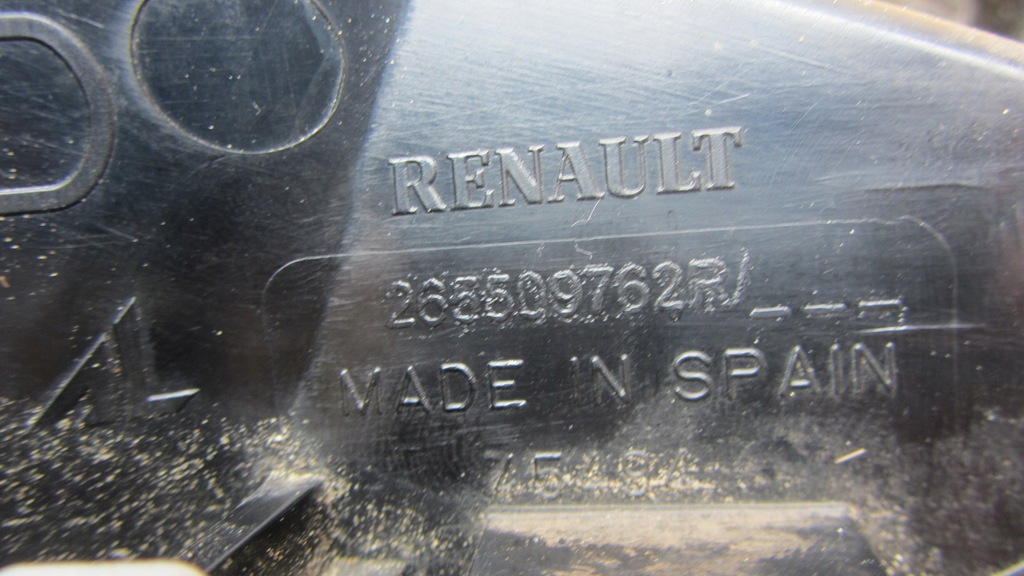 RENAULT
265509762R/_ _ _
MADE IN SPAIN